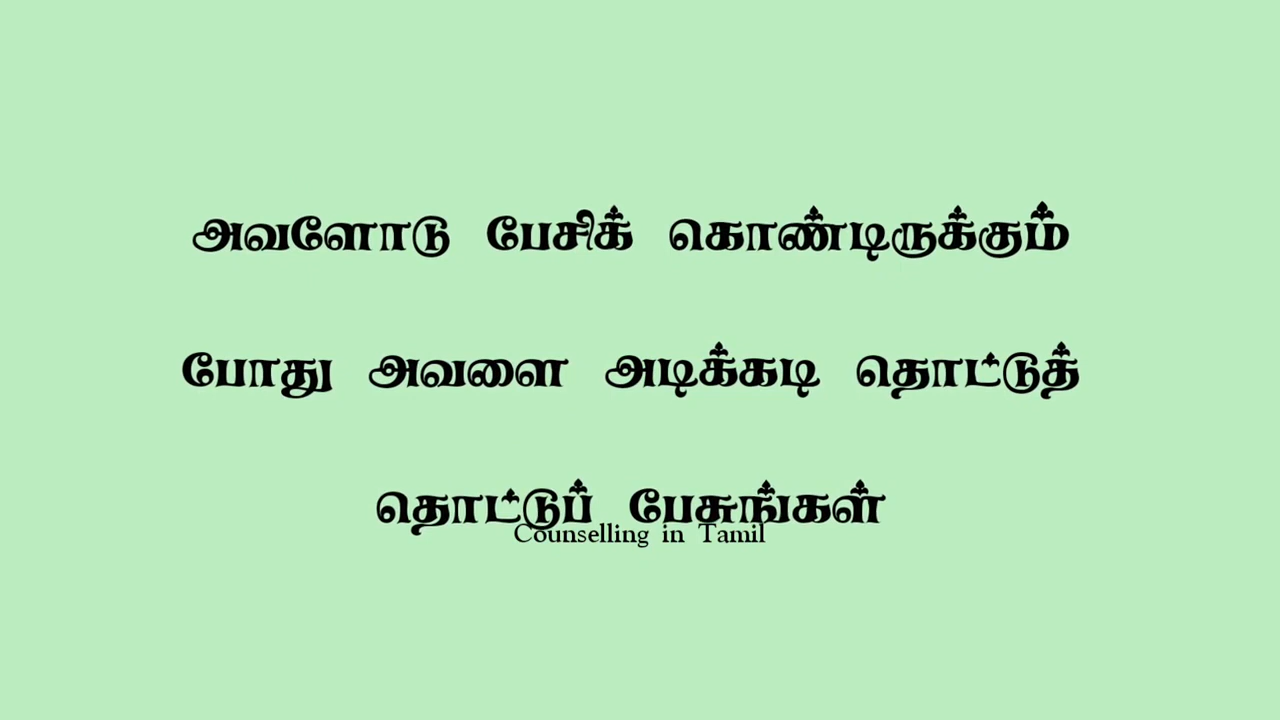 அவளோடு பேசிக் கொண்டிருக்கும்
போது அவளை அடிக்கடி தொட்டுத்
தொட்டுப் பேசுங்கள்
Counselling in Tamil